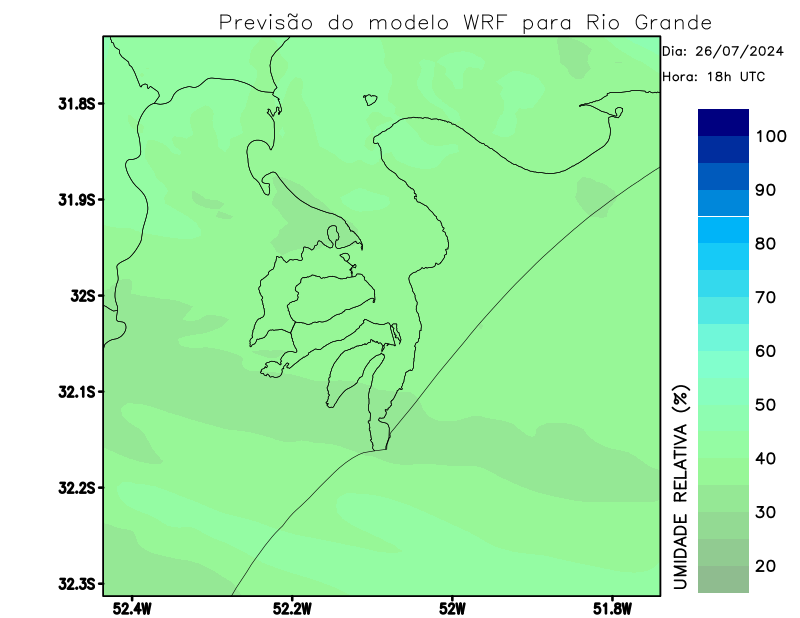 Previsão do modelo WRF para Rio Grande
Dia: 26/07/2024
Hora: 18h UTC
31.8S
31.9S
32S
32.1S
32.2S
32.3S
52.4W
52.2W
52W
51.8W
UMIDADE RELATIVA (%)
100
90
80
70
60
50
40
30
20